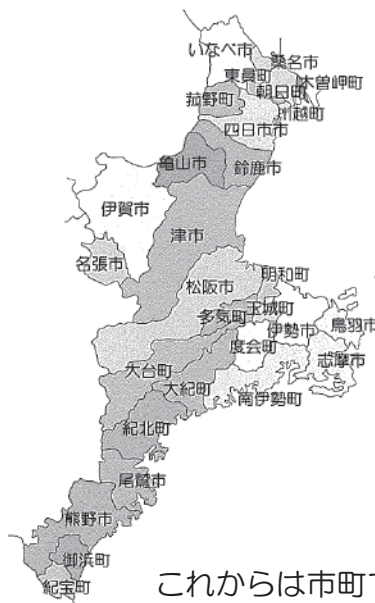 いなべ市
桑名市
東員町
木曽岬町
朝日町
菰野町
川越町
四日市市
亀山市
鈴鹿市
伊賀市
津市
名張市
松阪市
明和町
多気町
玉城町
伊勢市
鳥羽市
度会町
志摩市
大台町
大紀町
南伊勢町
紀北町
尾鷲市
熊野市
御浜町
紀宝町
これからは市町